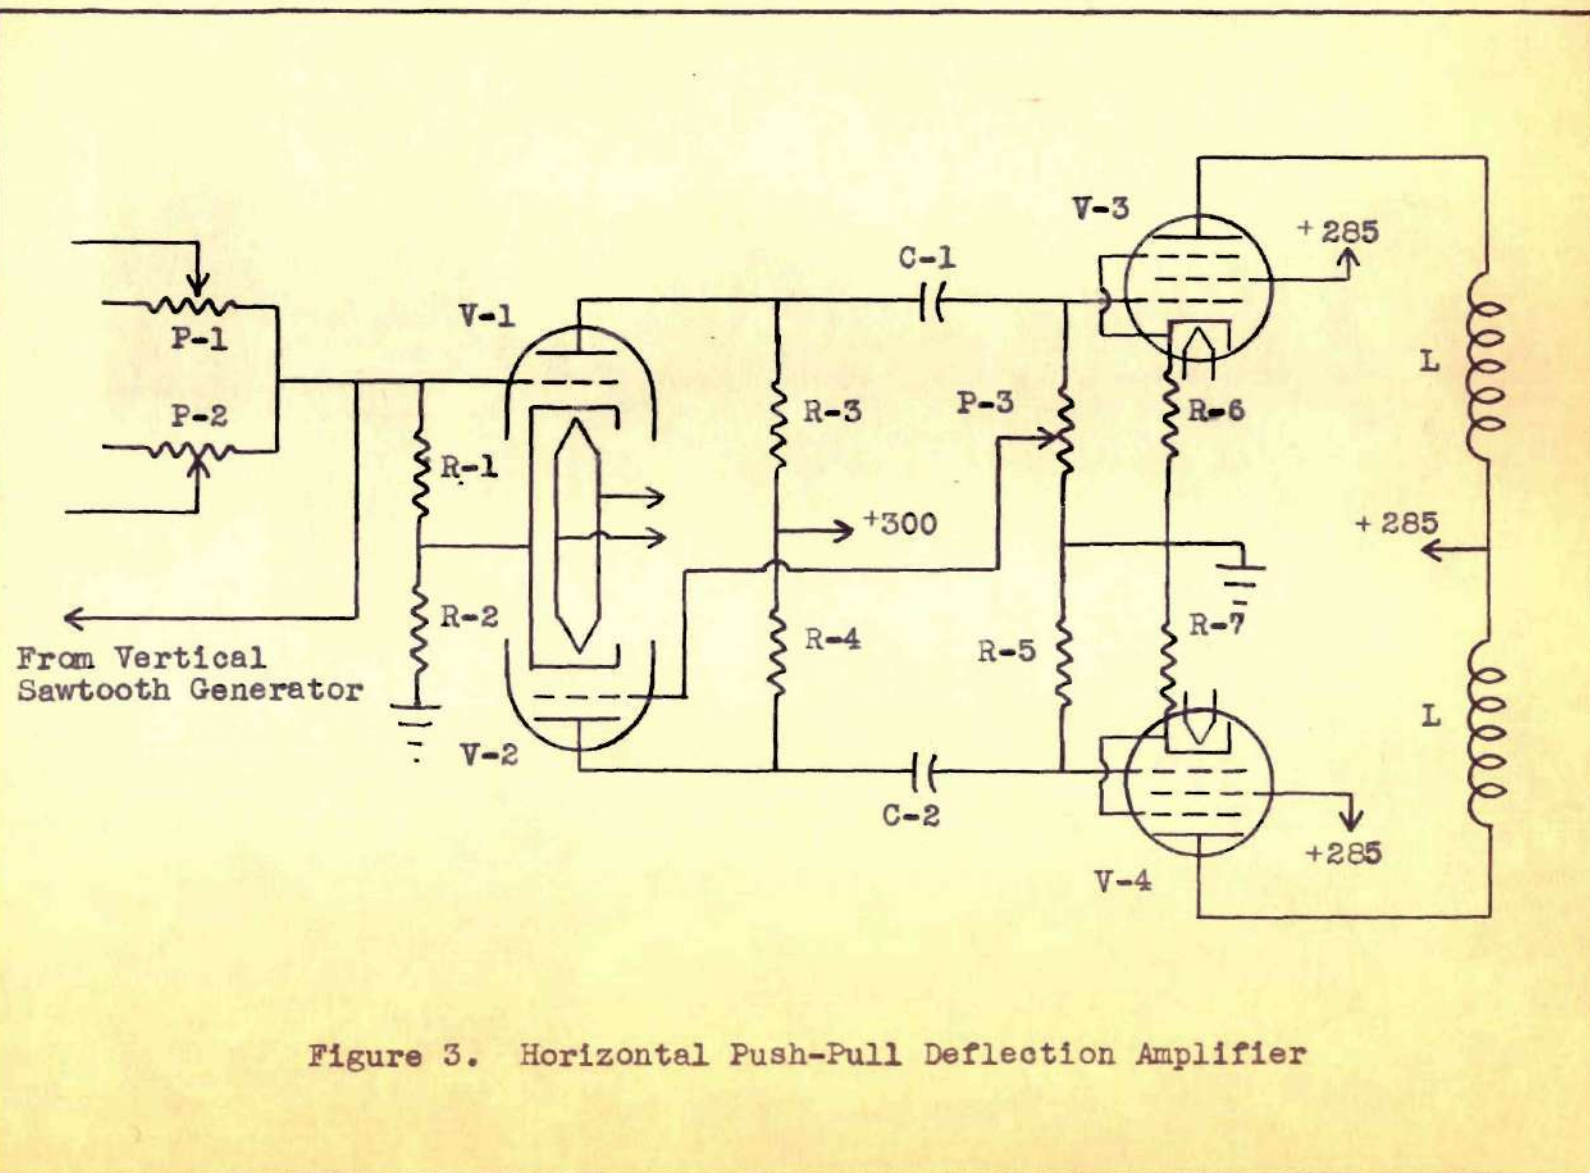 V-3
+285
C-1
V-1
P-1
L
P-3
R-3
R-6
P-2
R-1
+300
+285
R-2
R-4
R-5
R-7
From Vertical
Sawtooth Generator
L
V-2
C-2
+285
V-4
Figure 3. Horizontal Push-Pull Deflection Amplifier